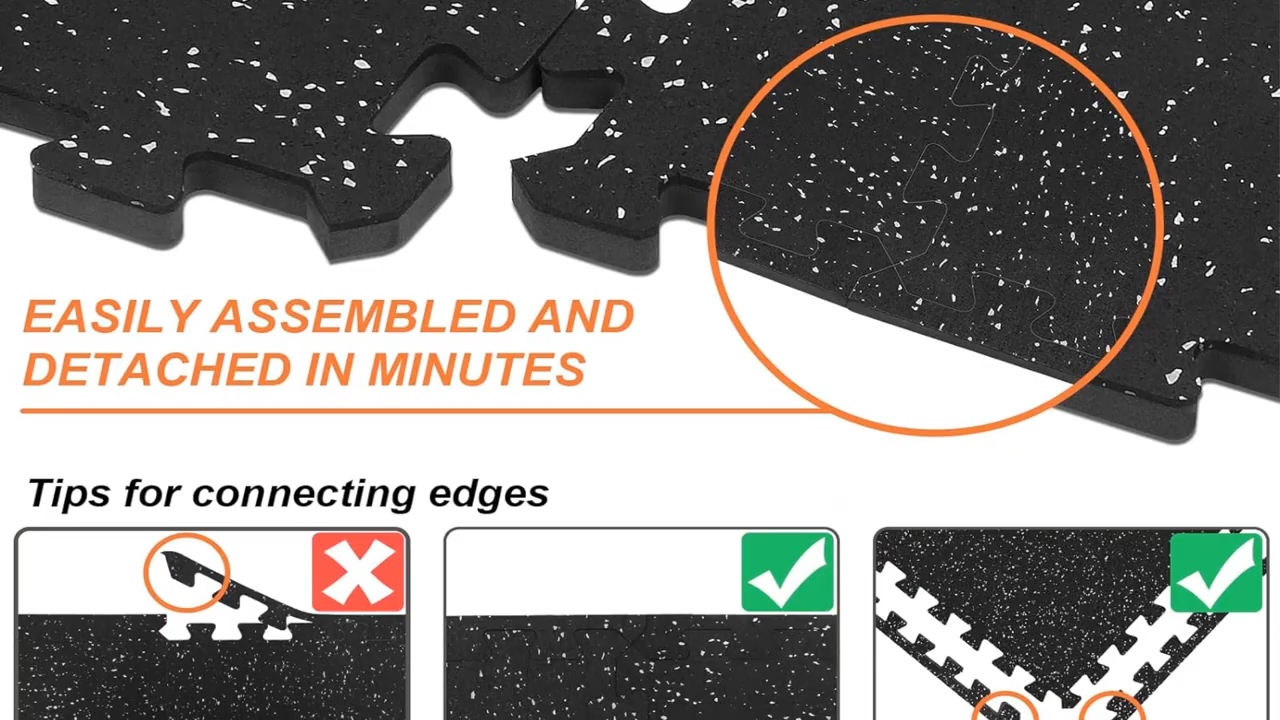 EASILY ASSEMBLED AND
DETACHED IN MINUTES
Tips for connecting edges